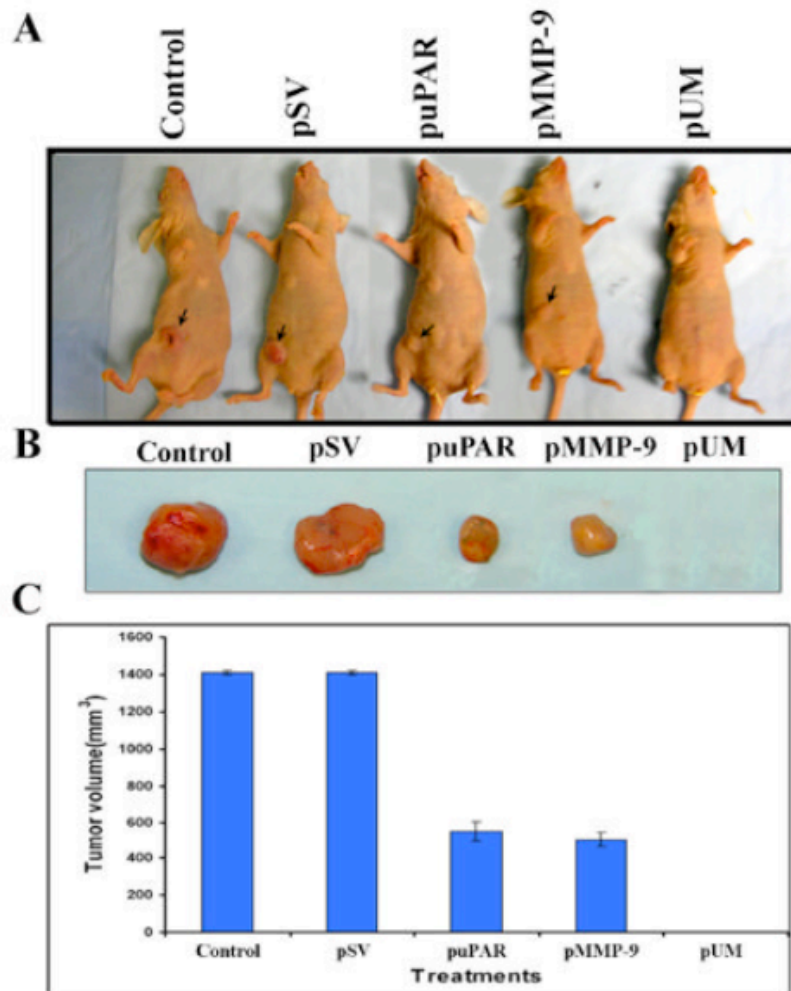 A
Control
pSV
puPAR
pMMP-9
pUM
B
Control pSV puPAR pMMP-9 pUM
C
Tumor volume(mm³)
1600
1400
1200
1000
800
600
400
200
0
Control pSV puPAR pMMP-9 pUM
Treatments